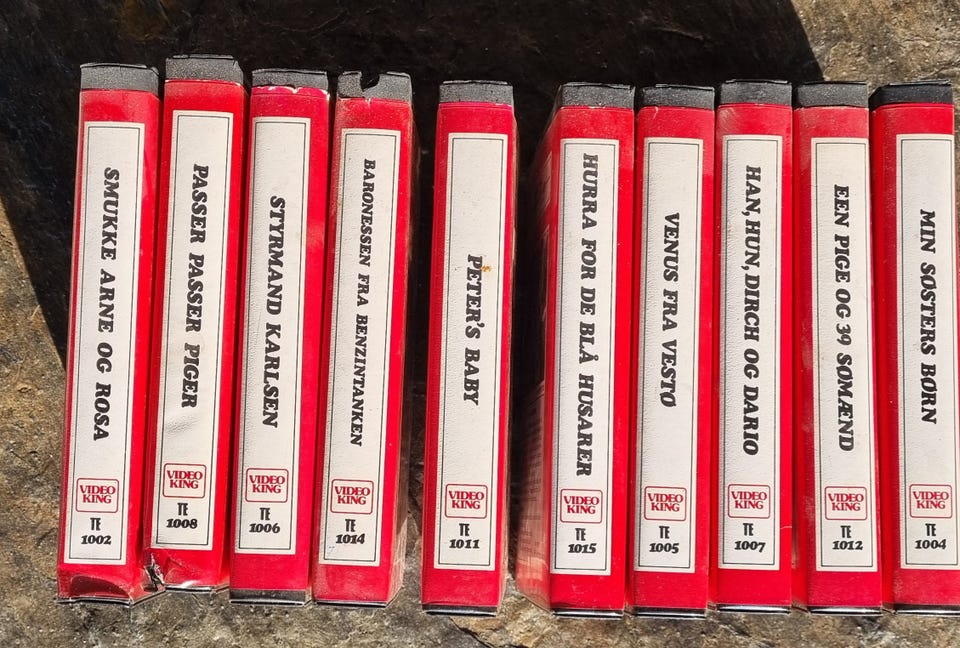 SMUKKE ARNE OG ROSA
VIDEO
KING
TE
1002
PASSER PASSER PIGER
VIDEO
KING
TE
1008
STYRMAND KARLSEN
VIDEO
KING
TE
1006
BARONESSEN FRA BENZINTANKEN
VIDEO
KING
TE
1014
PETER'S BABY
VIDEO
KING
TE
1011
HURRA FOR DE BLÅ HUSARER
VIDEO
KING
TE
1015
VENUS FRA VESTØ
VIDEO
KING
TE
1005
HAN, HUN, DIRCH OG DARIO
VIDEO
KING
TE
1007
EEN PIGE OG 39 SØMÆND
VIDEO
KING
TE
1012
MIN SØSTERS BØRN
VIDEO
KING
TE
1004